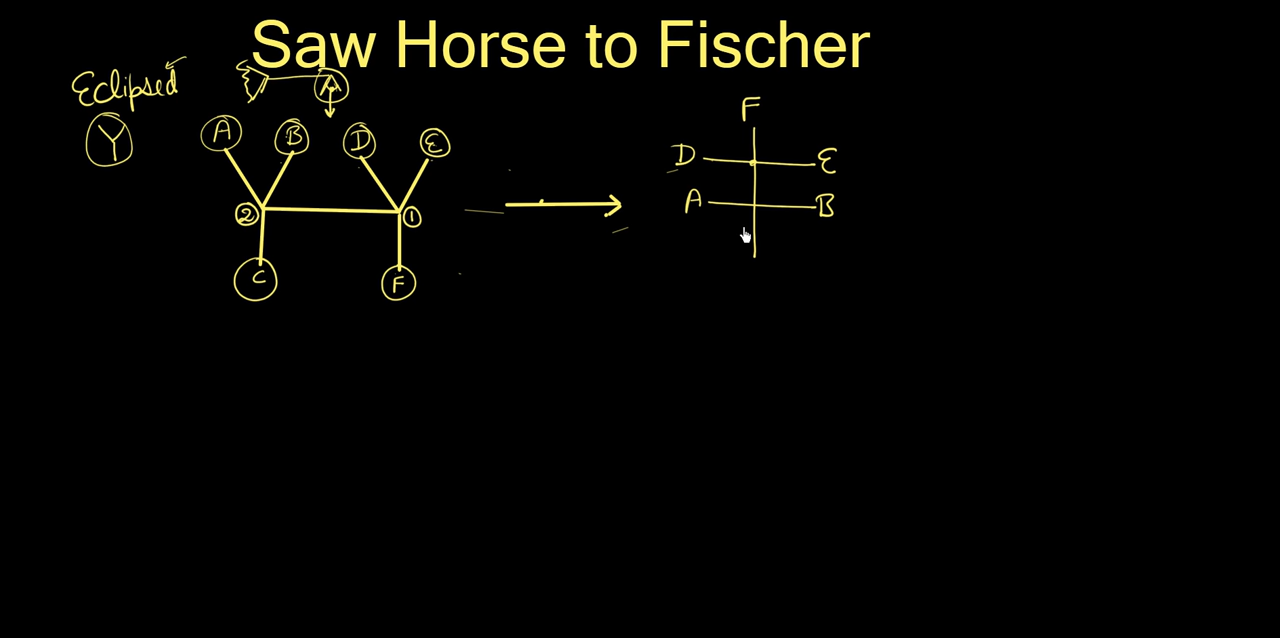 Saw Horse to Fischer
Eclipsed
Y
A B D E
2 1
C F
F
D E
A B